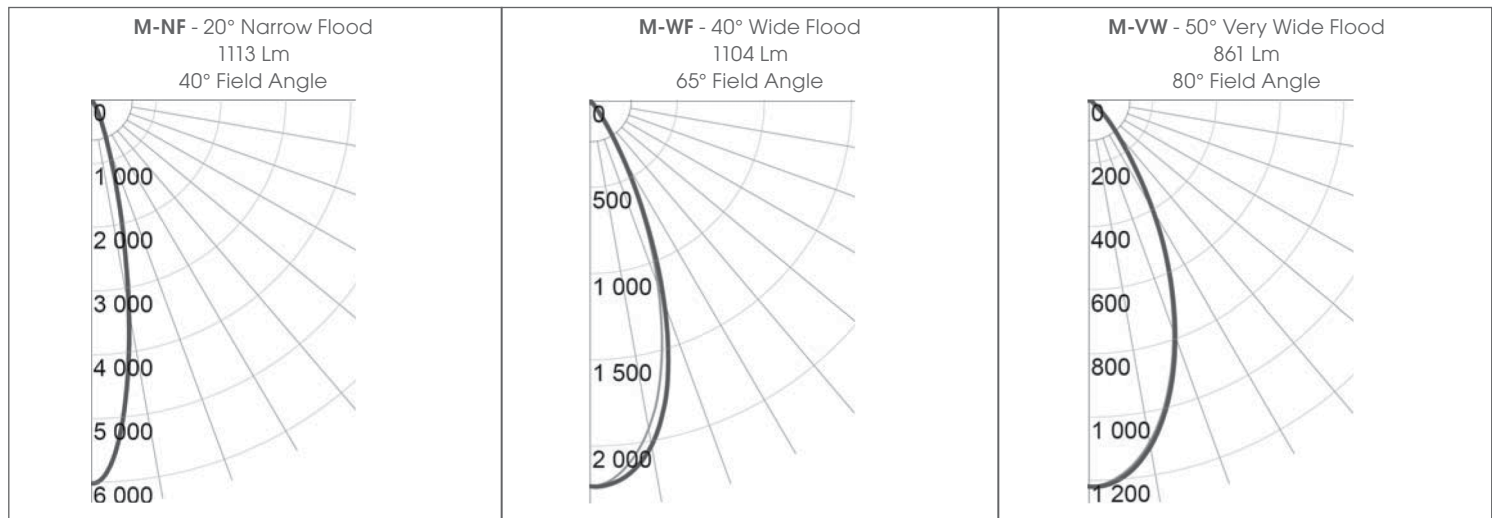 M-NF - 20° Narrow Flood
1113 Lm
40° Field Angle
0
1 000
2 000
3 000
4 000
5 000
6 000
M-WF - 40° Wide Flood
1104 Lm
65° Field Angle
0
500
1 000
1 500
2 000
M-VW - 50° Very Wide Flood
861 Lm
80° Field Angle
0
200
400
600
800
1 000
1 200